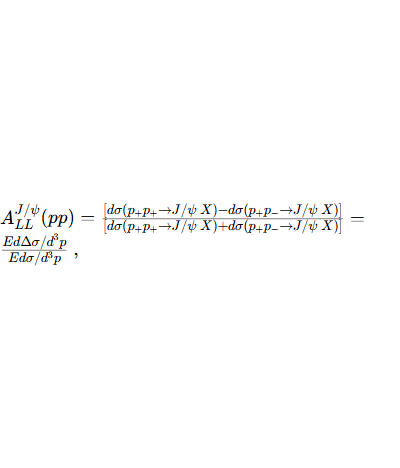 $A_{LL}^{J/\psi}(pp) = \frac{[d\sigma(p_+p_+ \to J/\psi\ X) - d\sigma(p_+p_- \to J/\psi\ X)]}{[d\sigma(p_+p_+ \to J/\psi\ X) + d\sigma(p_+p_- \to J/\psi\ X)]} =$
$\frac{Ed\Delta\sigma/d^3p}{Ed\sigma/d^3p}\ ,$